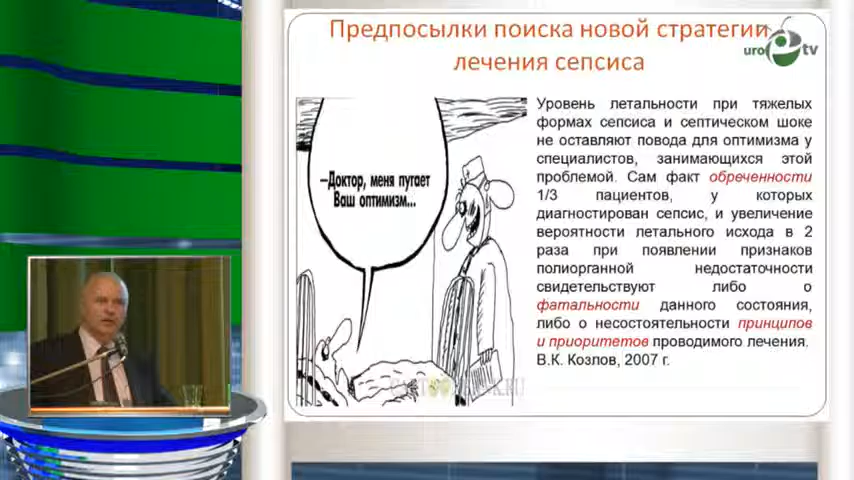 Предпосылки поиска новой стратегии
лечения сепсиса
uro tv
–Доктор, меня пугает
Ваш оптимизм...
Уровень летальности при тяжелых
формах сепсиса и септическом шоке
не оставляют повода для оптимизма у
специалистов, занимающихся этой
проблемой. Сам факт обреченности
1/3 пациентов, у которых
диагностирован сепсис, и увеличение
вероятности летального исхода в 2
раза при появлении признаков
полиорганной недостаточности
свидетельствуют либо о
фатальности данного состояния,
либо о несостоятельности принципов
и приоритетов проводимого лечения.
В.К. Козлов, 2007 г.